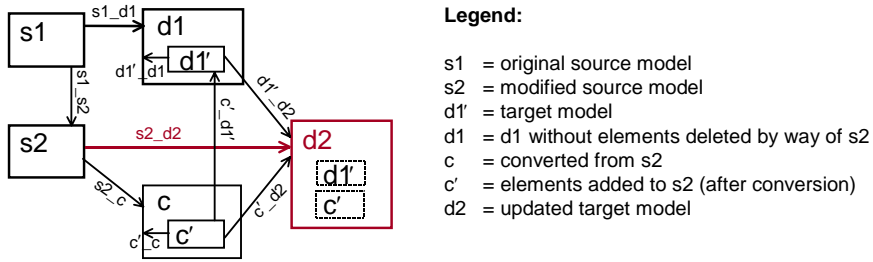 s1
s1_d1
d1
d1′
d1′_d1
s1_s2
c′_d1′
d1′_d2
s2
s2_d2
d2
d1′
c′
s2_c
c
c′
c′_c
c′_d2
Legend:
s1 = original source model
s2 = modified source model
d1′ = target model
d1 = d1 without elements deleted by way of s2
c = converted from s2
c′ = elements added to s2 (after conversion)
d2 = updated target model